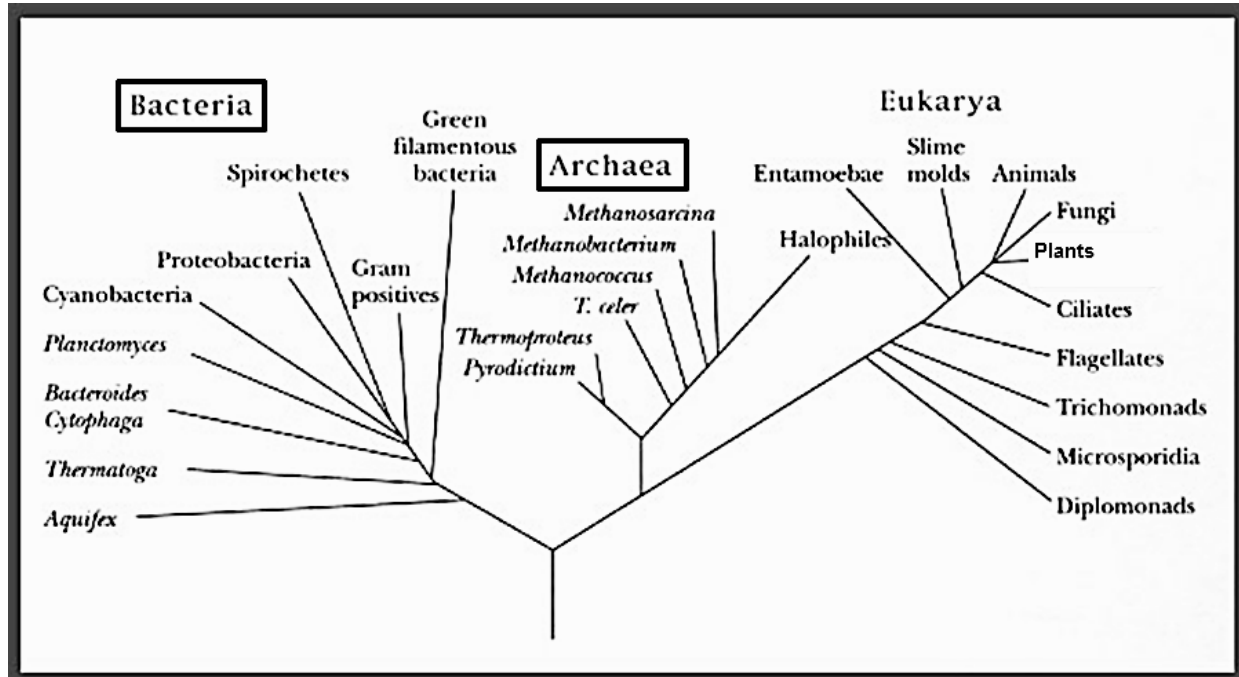 Bacteria
Green
filamentous
bacteria
Spirochetes
Proteobacteria
Gram
positives
Cyanobacteria
Planctomyces
Bacteroides
Cytophaga
Thermatoga
Aquifex
Archaea
Methanosarcina
Methanobacterium
Methanococcus
T. celer
Thermoproteus
Pyrodictium
Halophiles
Eukarya
Entamoebae
Slime
molds
Animals
Fungi
Plants
Ciliates
Flagellates
Trichomonads
Microsporidia
Diplomonads